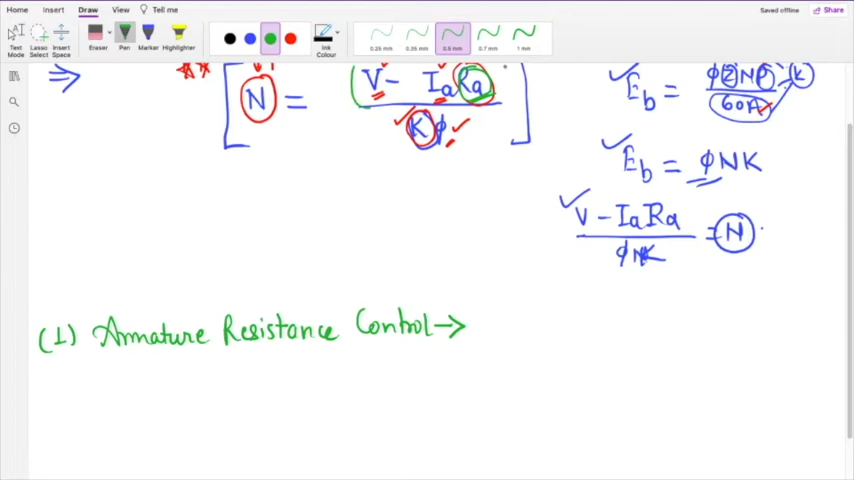 Home Insert Draw View Tell me Saved offline Share
Text Mode Lasso Select Insert Space Eraser Pen Marker Highlighter Ink Colour 0.25 mm 0.35 mm 0.5 mm 0.7 mm 1 mm
⇒ ** [ N = V - IaRa / Kϕ ]
Eb = ϕZNP / 60A K
Eb = ϕNK
V - IaRa / ϕNK = N
(1) Armature Resistance Control →